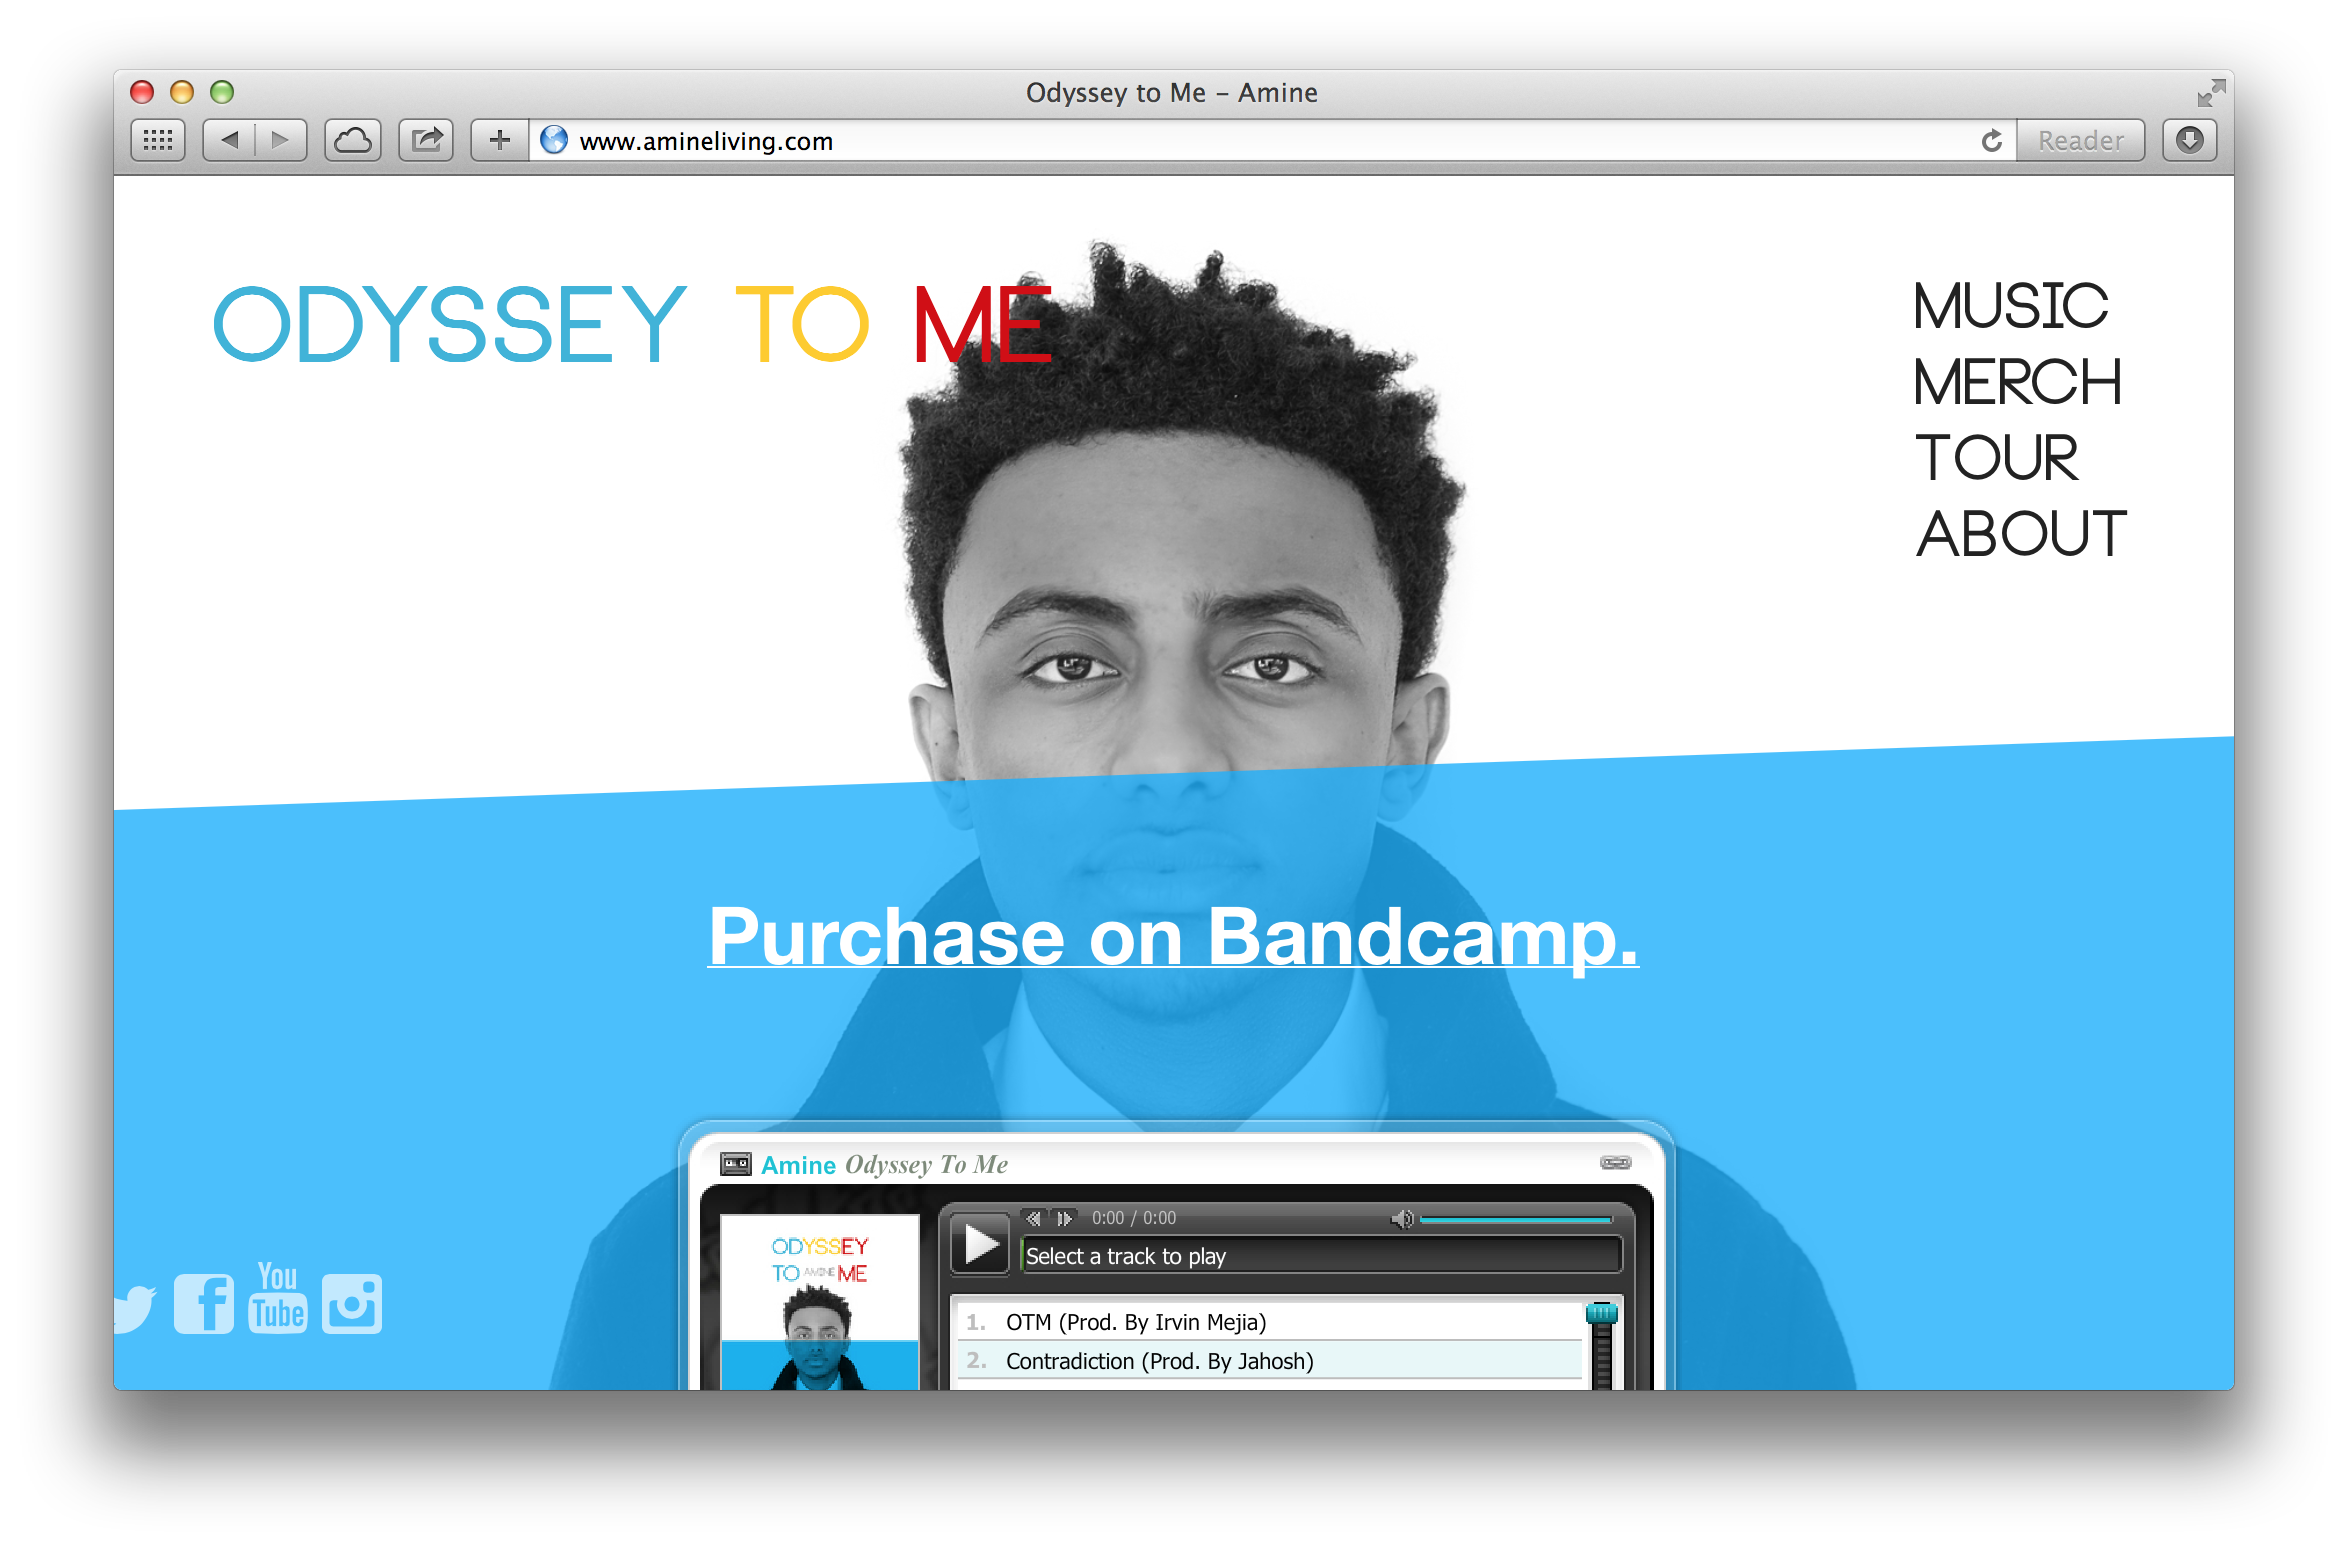 Odyssey to Me – Amine
www.amineliving.com
Reader
ODYSSEY TO ME
MUSIC
MERCH
TOUR
ABOUT
Purchase on Bandcamp.
Amine Odyssey To Me
ODYSSEY
TO AMINE ME
0:00 / 0:00
Select a track to play
1. OTM (Prod. By Irvin Mejia)
2. Contradiction (Prod. By Jahosh)
You
Tube